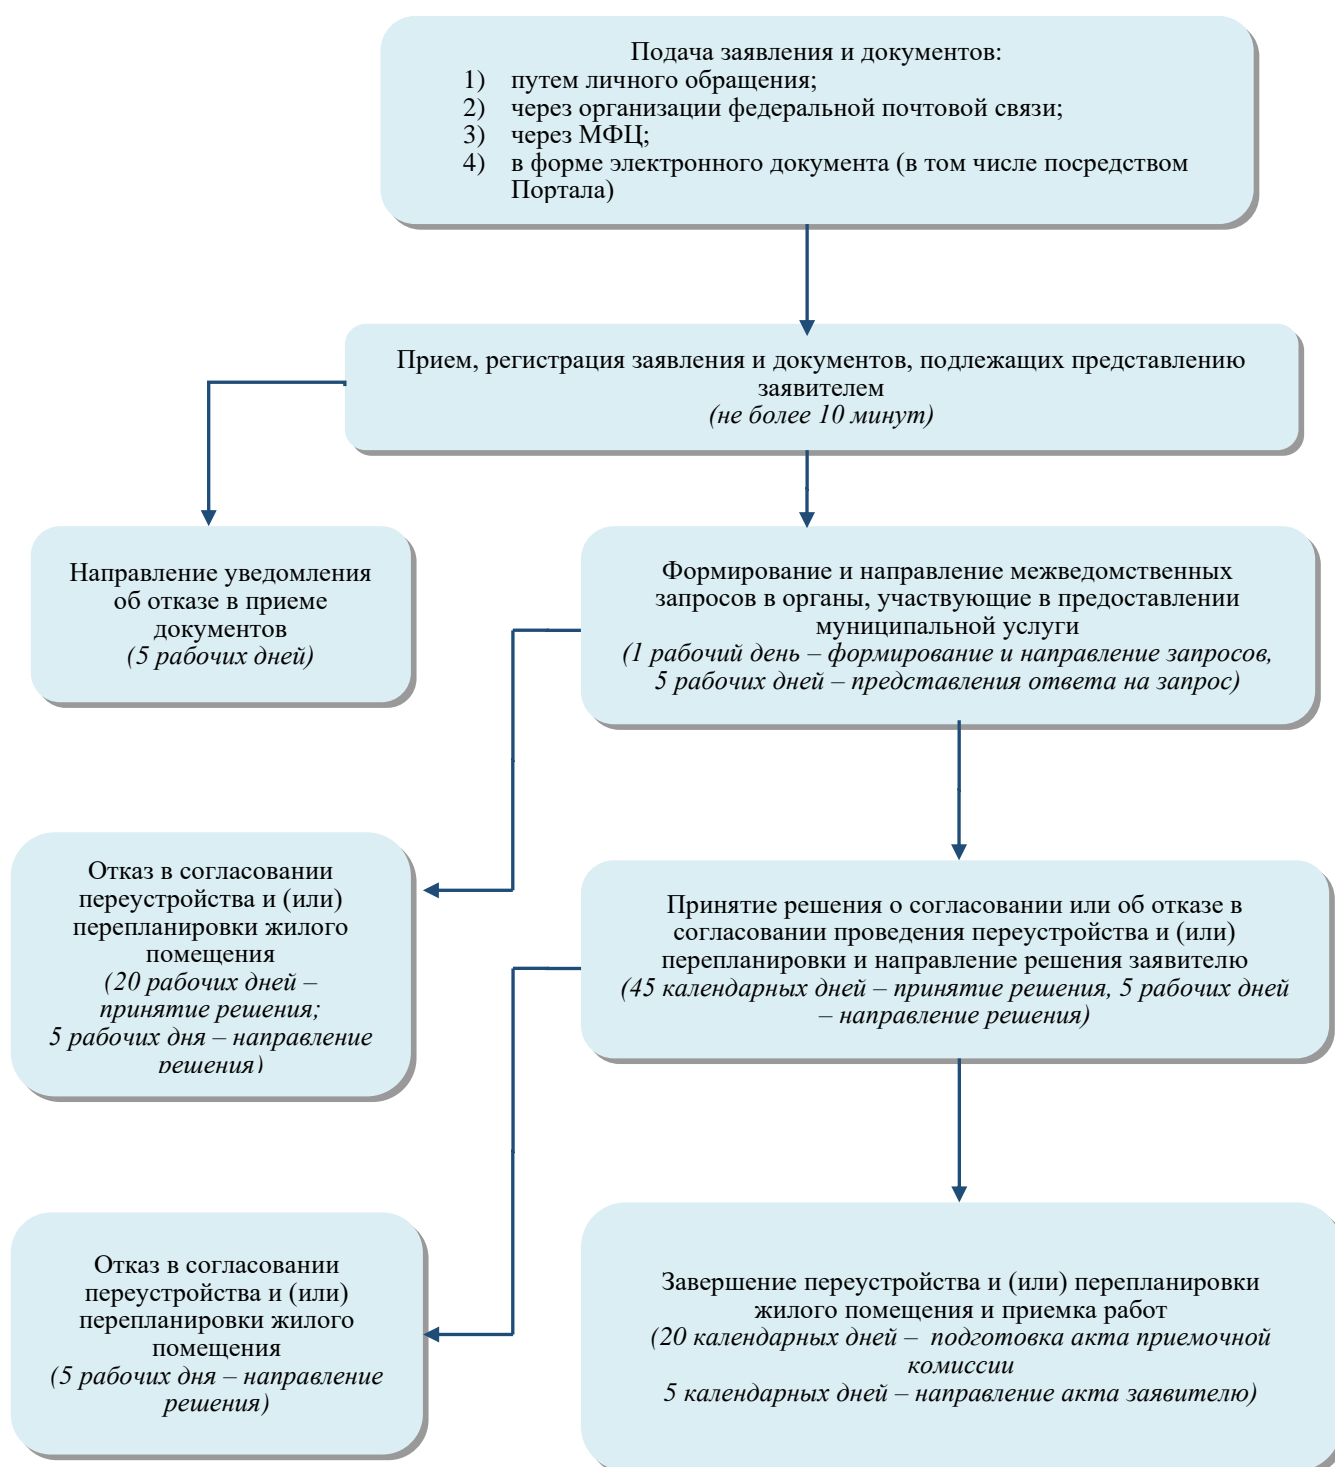 Подача заявления и документов:
1) путем личного обращения;
2) через организации федеральной почтовой связи;
3) через МФЦ;
4) в форме электронного документа (в том числе посредством
Портала)
Прием, регистрация заявления и документов, подлежащих представлению
заявителем
(не более 10 минут)
Направление уведомления
об отказе в приеме
документов
(5 рабочих дней)
Формирование и направление межведомственных
запросов в органы, участвующие в предоставлении
муниципальной услуги
(1 рабочий день – формирование и направление запросов,
5 рабочих дней – представления ответа на запрос)
Отказ в согласовании
переустройства и (или)
перепланировки жилого
помещения
(20 рабочих дней –
принятие решения;
5 рабочих дня – направление
решения)
Принятие решения о согласовании или об отказе в
согласовании проведения переустройства и (или)
перепланировки и направление решения заявителю
(45 календарных дней – принятие решения, 5 рабочих дней
– направление решения)
Отказ в согласовании
переустройства и (или)
перепланировки жилого
помещения
(5 рабочих дня – направление
решения)
Завершение переустройства и (или) перепланировки
жилого помещения и приемка работ
(20 календарных дней – подготовка акта приемочной
комиссии
5 календарных дней – направление акта заявителю)